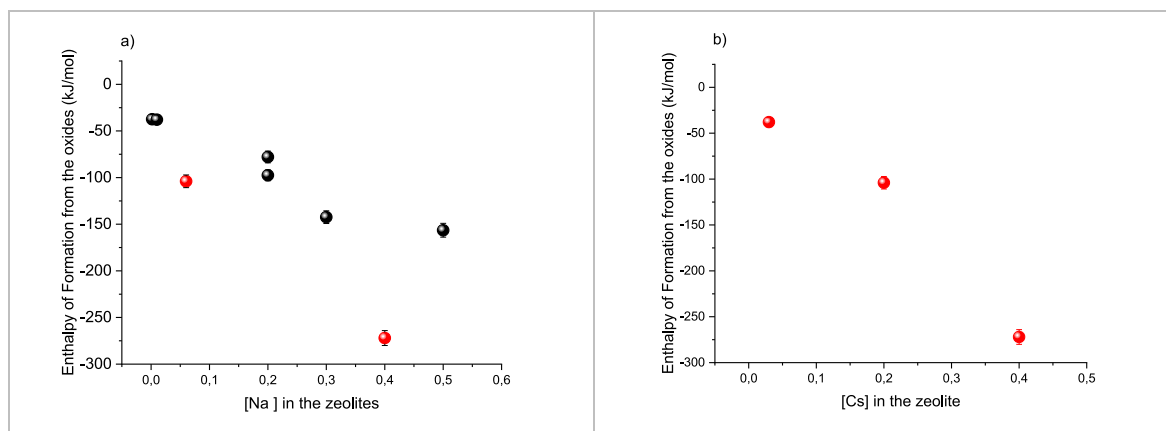 a)
Enthalpy of Formation from the oxides (kJ/mol)
0
-50
-100
-150
-200
-250
-300
0,0 0,1 0,2 0,3 0,4 0,5 0,6
[Na ] in the zeolites
b)
Enthalpy of Formation from the oxides (kJ/mol)
0
-50
-100
-150
-200
-250
-300
0,0 0,1 0,2 0,3 0,4 0,5
[Cs] in the zeolite